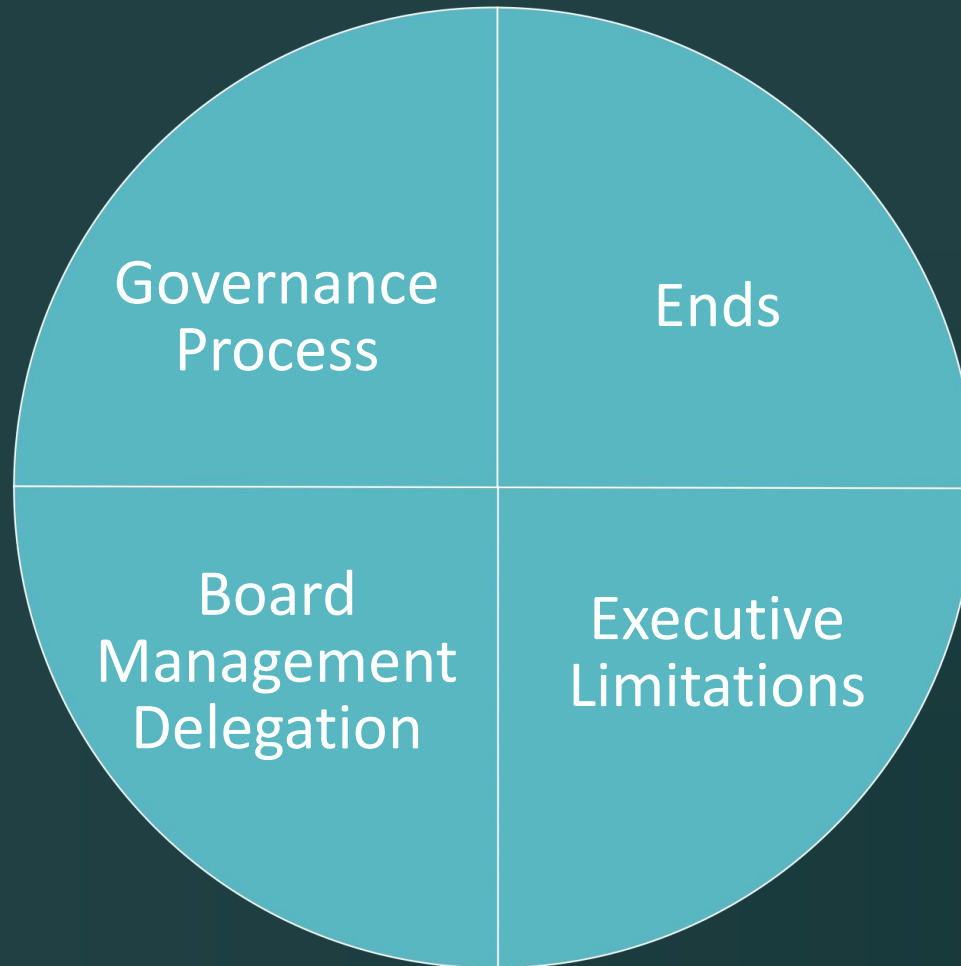 Governance
Process
Ends
Board
Management
Delegation
Executive
Limitations